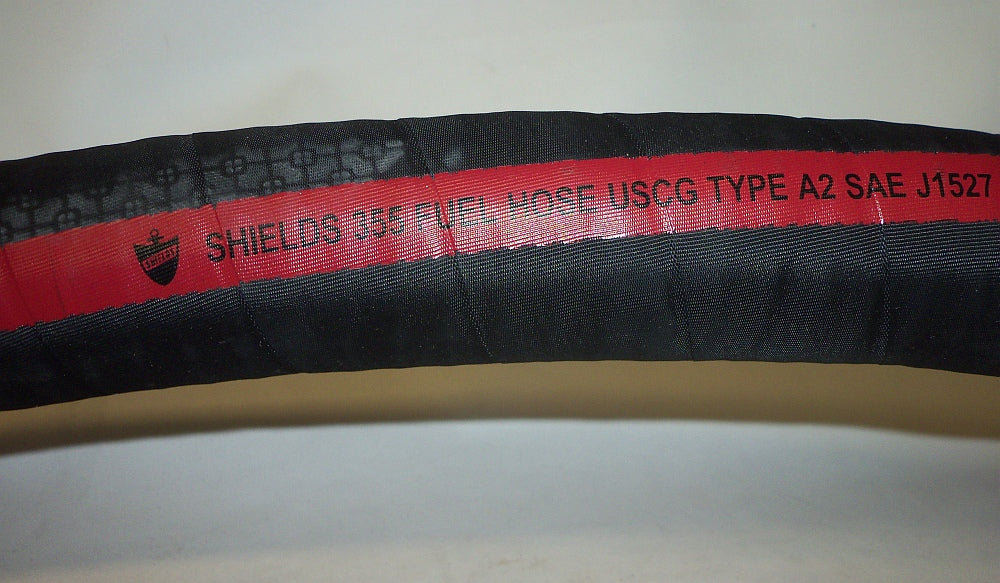 SHIELDS 355 FUEL HOSE USCG TYPE A2 SAE J1527